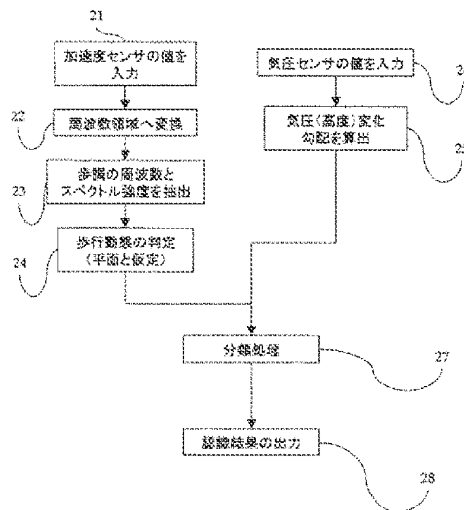 21
加速度センサの値を
入力
22
周波数領域へ変換
23
歩調の周波数と
スペクトル強度を抽出
24
歩行動態の判定
(平面と仮定)
気圧センサの値を入力
気圧(高度)変化
勾配を算出
分類処理
27
認識結果の出力
28